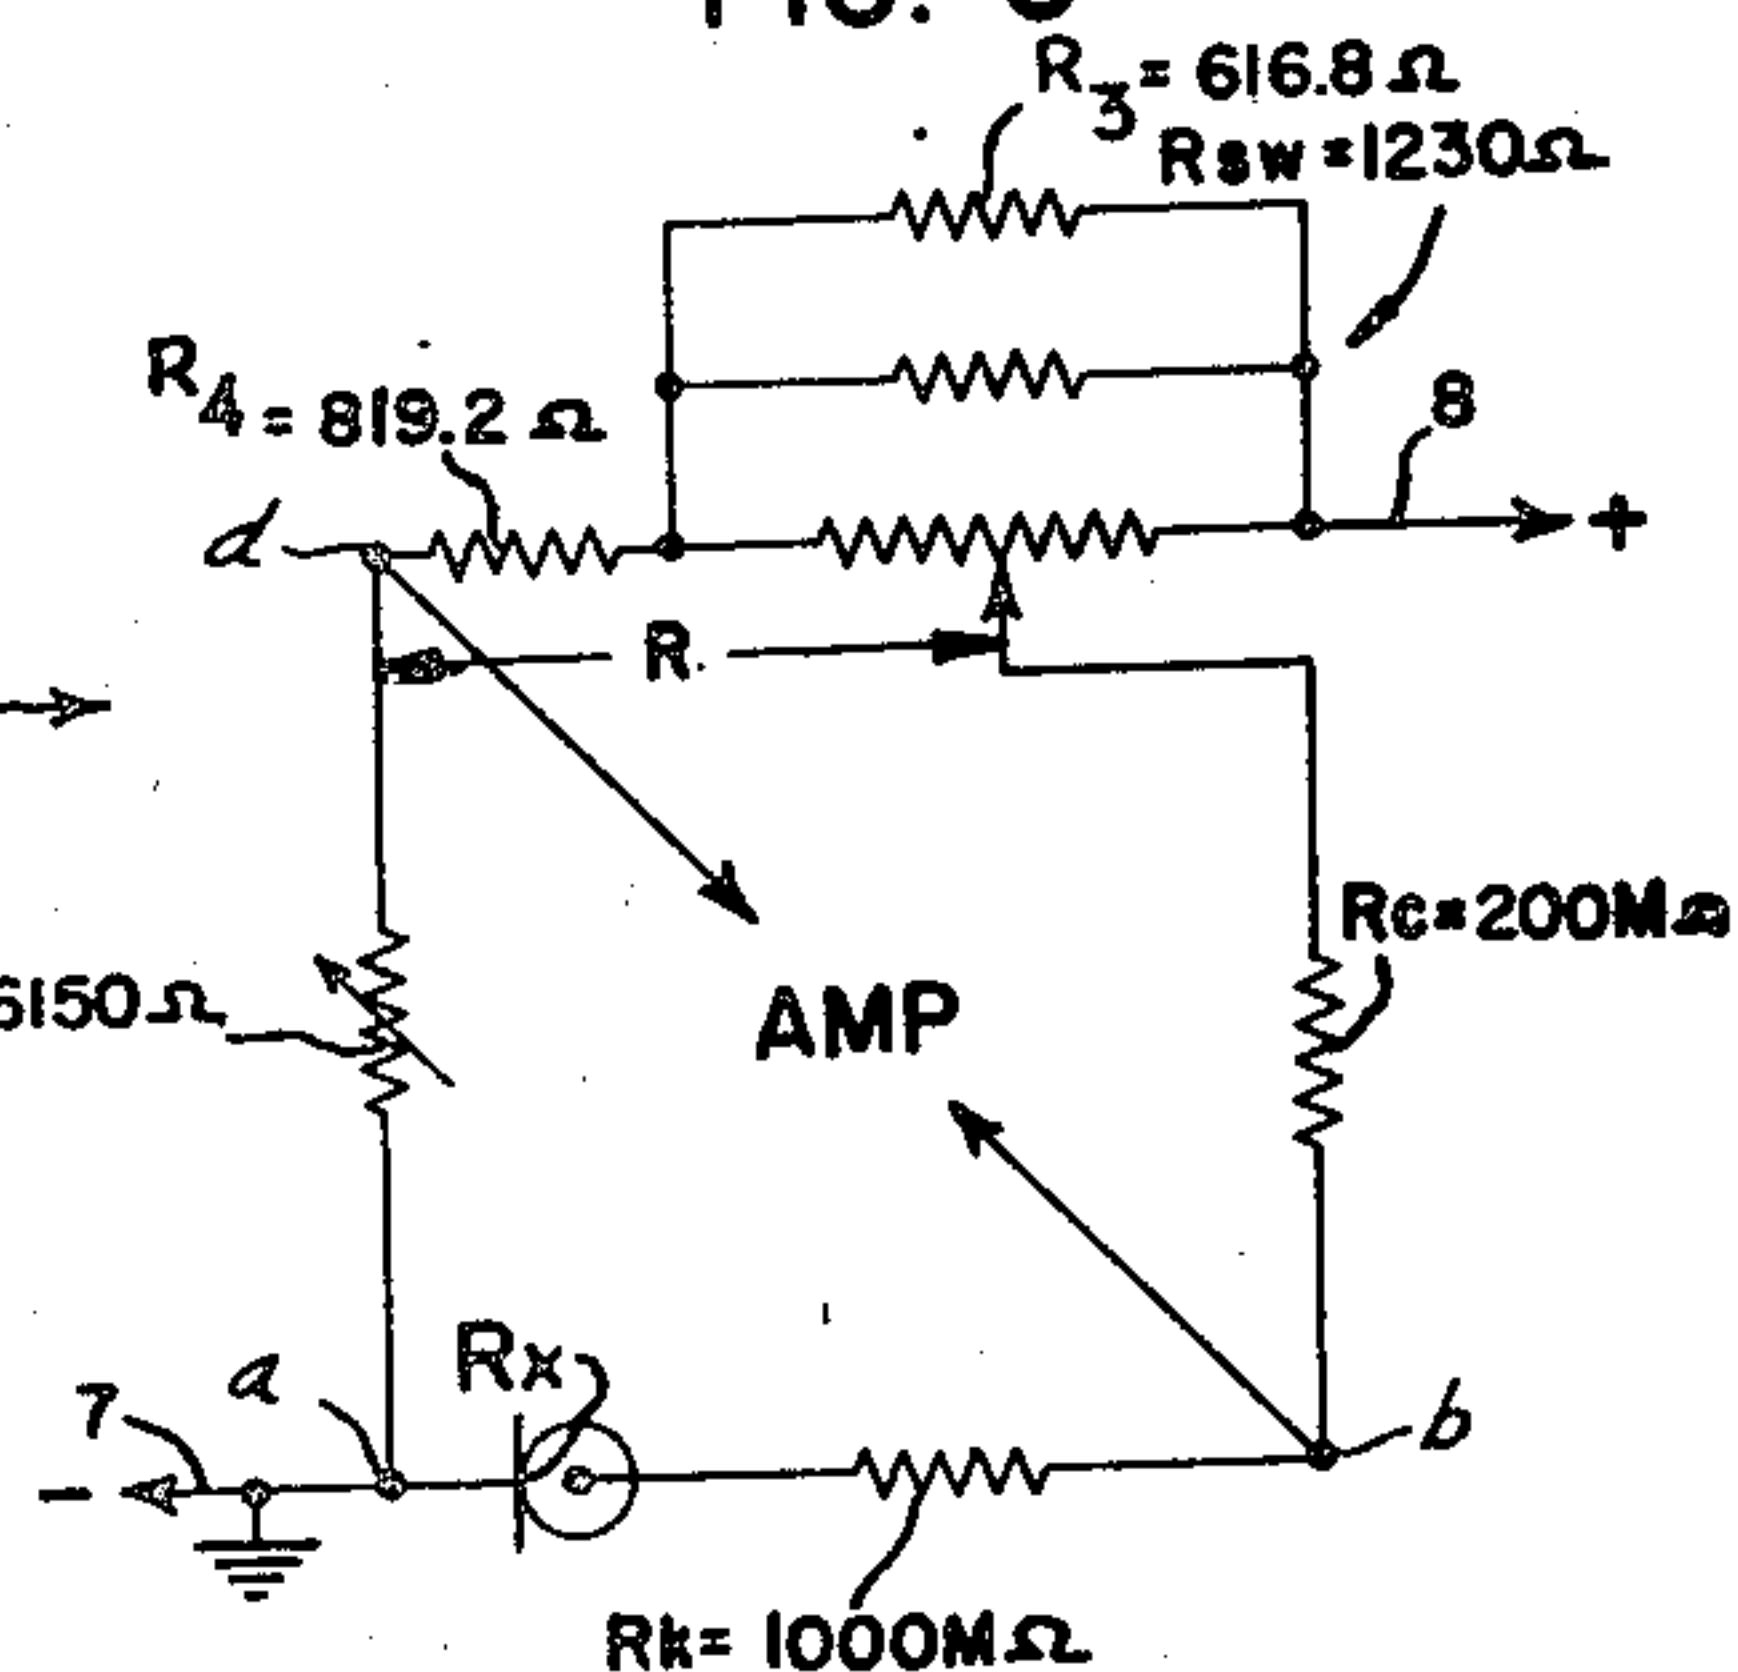 R3 = 616.8 Ω
Rsw = 1230Ω
R4 = 819.2 Ω
8
d
+
R.
Rc = 200MΩ
6150Ω
AMP
Rx
a
7
b
-
Rk = 1000MΩ